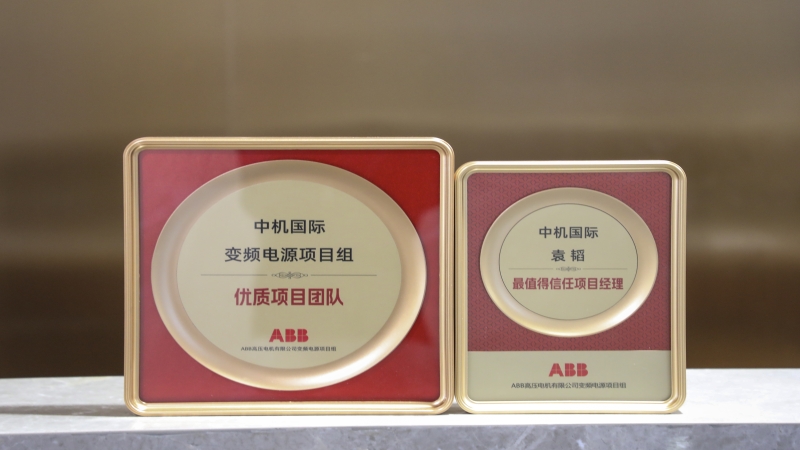 中机国际
变频电源项目组
优质项目团队
ABB
ABB高压电机有限公司变频电源项目组
中机国际
袁韬
最值得信任项目经理
ABB
ABB高压电机有限公司变频电源项目组